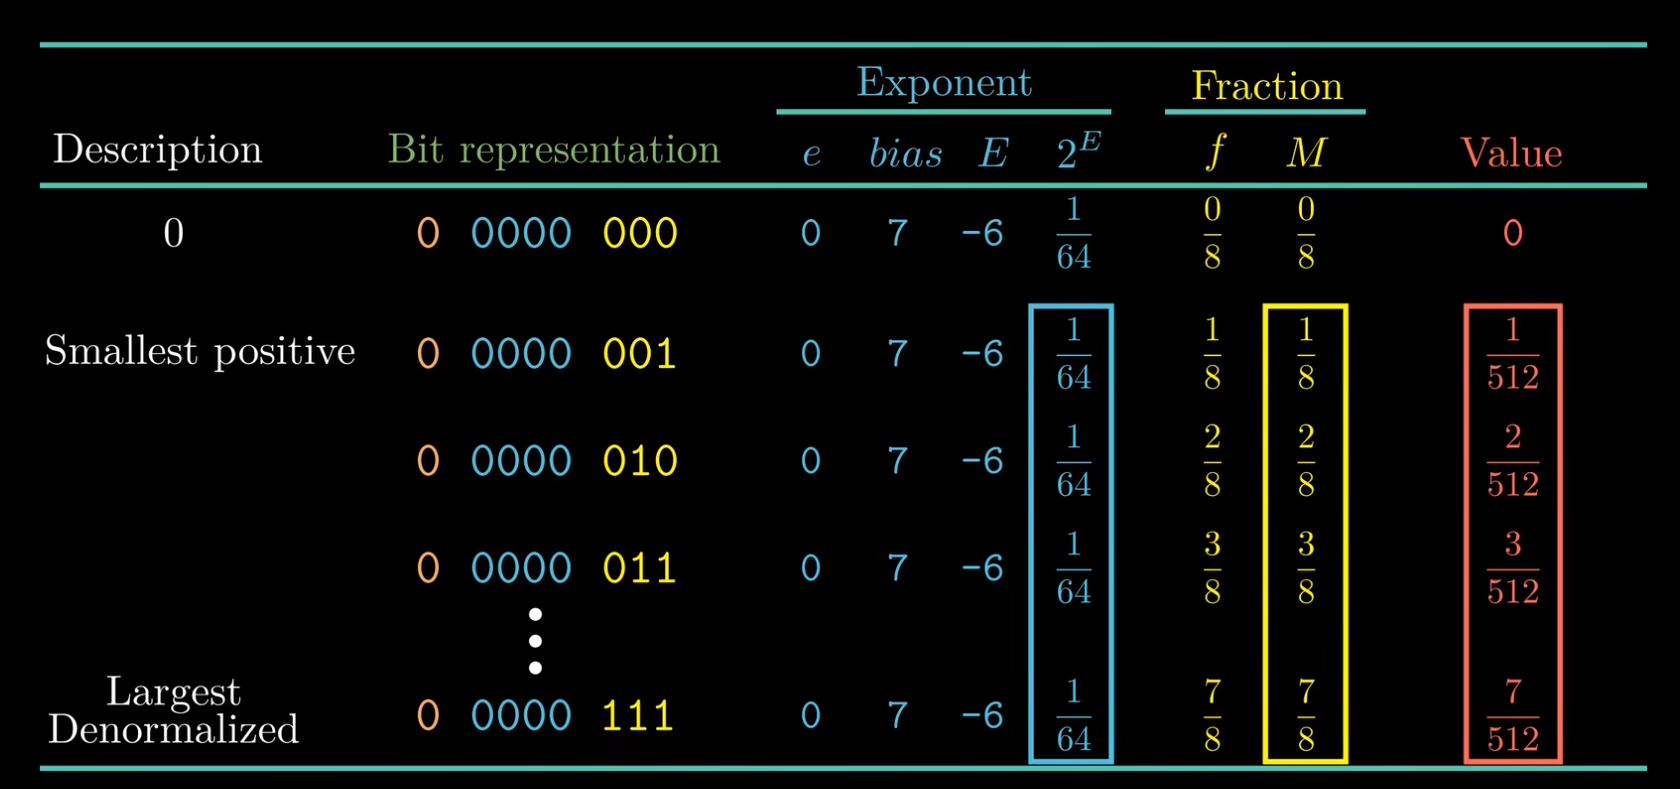 Exponent Fraction
Description Bit representation e bias E 2^E f M Value
0 0 0000 000 0 7 -6 1/64 0/8 0/8 0
Smallest positive 0 0000 001 0 7 -6 1/64 1/8 1/8 1/512
0 0000 010 0 7 -6 1/64 2/8 2/8 2/512
0 0000 011 0 7 -6 1/64 3/8 3/8 3/512
Largest
Denormalized 0 0000 111 0 7 -6 1/64 7/8 7/8 7/512